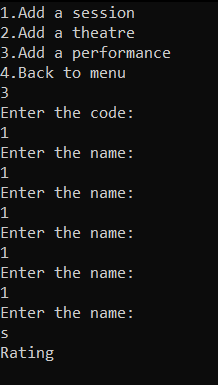 1.Add a session
2.Add a theatre
3.Add a performance
4.Back to menu
3
Enter the code:
1
Enter the name:
1
Enter the name:
1
Enter the name:
1
Enter the name:
1
Enter the name:
s
Rating